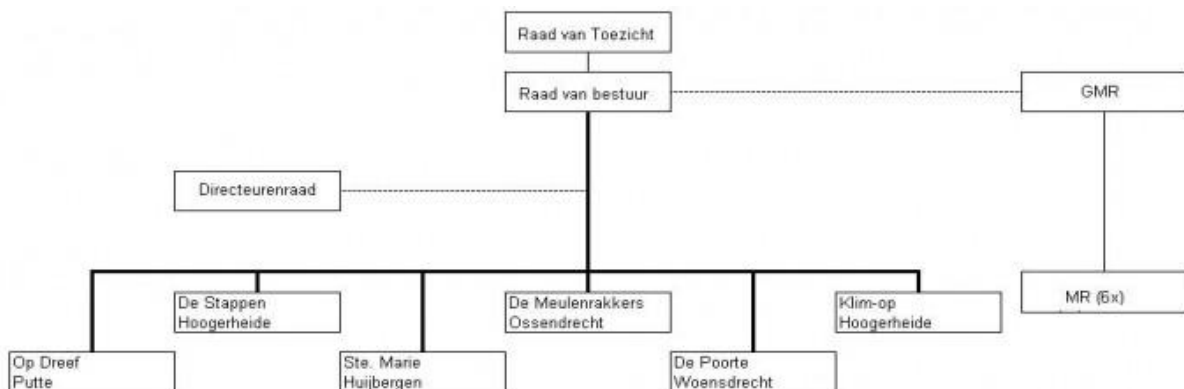 Raad van Toezicht
Raad van bestuur
GMR
Directeurenraad
De Stappen
Hoogerheide
De Meulenrakkers
Ossendrecht
Klim-op
Hoogerheide
MR (6x)
Op Dreef
Putte
Ste. Marie
Huijbergen
De Poorte
Woensdrecht